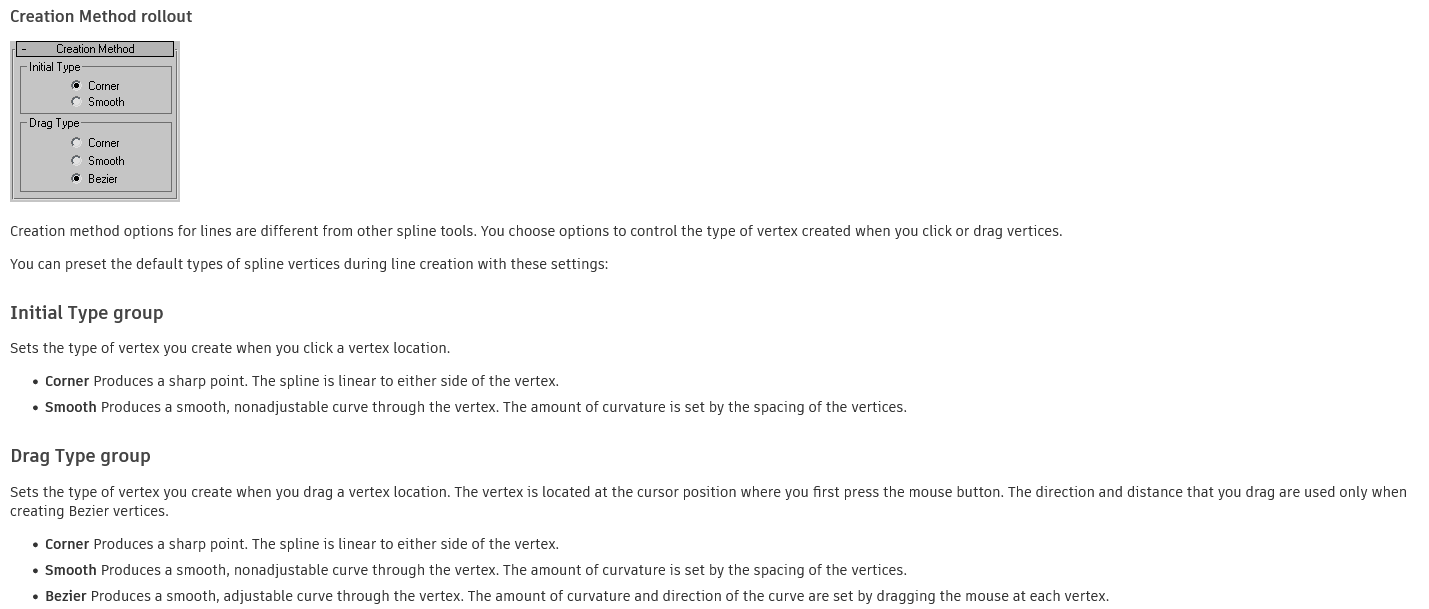 Creation Method rollout
- Creation Method
Initial Type
Corner
Smooth
Drag Type
Corner
Smooth
Bezier
Creation method options for lines are different from other spline tools. You choose options to control the type of vertex created when you click or drag vertices.
You can preset the default types of spline vertices during line creation with these settings:
Initial Type group
Sets the type of vertex you create when you click a vertex location.
• Corner Produces a sharp point. The spline is linear to either side of the vertex.
• Smooth Produces a smooth, nonadjustable curve through the vertex. The amount of curvature is set by the spacing of the vertices.
Drag Type group
Sets the type of vertex you create when you drag a vertex location. The vertex is located at the cursor position where you first press the mouse button. The direction and distance that you drag are used only when
creating Bezier vertices.
• Corner Produces a sharp point. The spline is linear to either side of the vertex.
• Smooth Produces a smooth, nonadjustable curve through the vertex. The amount of curvature is set by the spacing of the vertices.
• Bezier Produces a smooth, adjustable curve through the vertex. The amount of curvature and direction of the curve are set by dragging the mouse at each vertex.